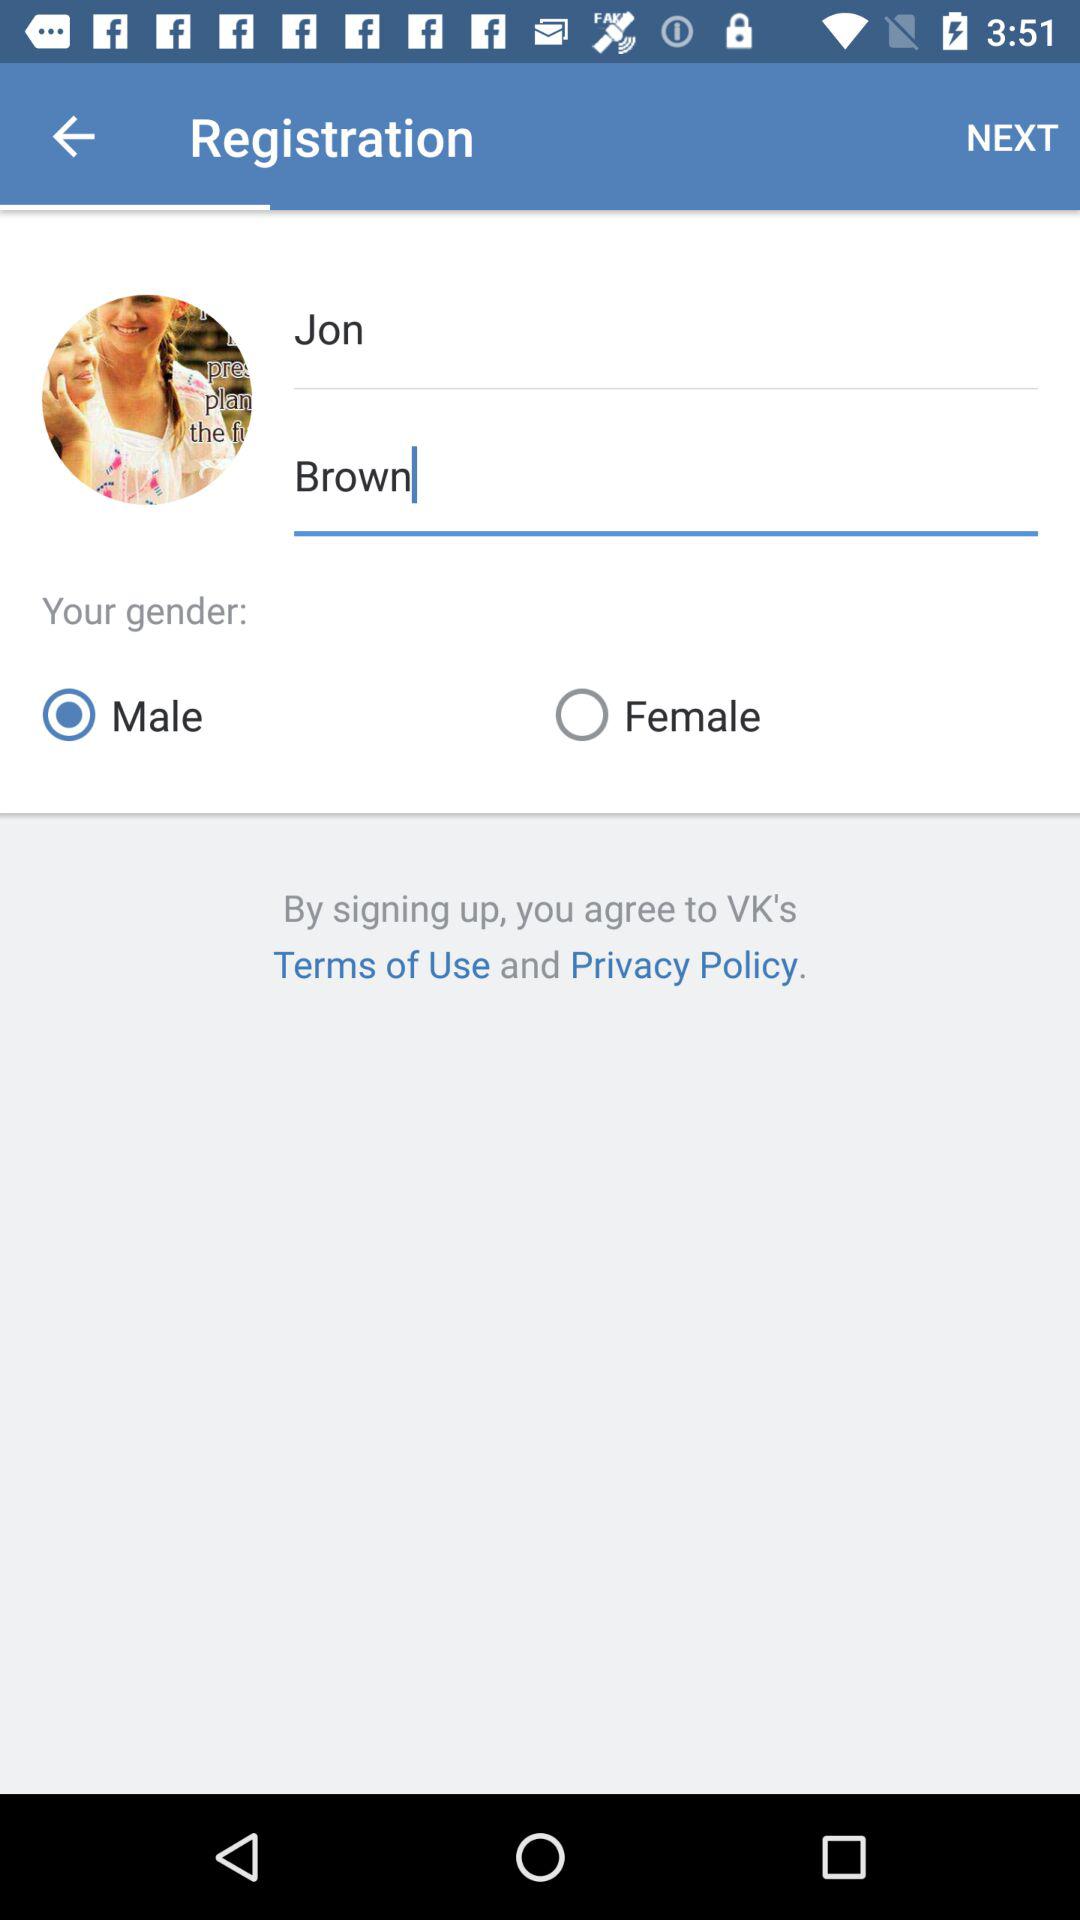 FAKE
3:51
Registration
NEXT
Jon
pres
plan
the fu
Brown
Your gender:
Male
Female
By signing up, you agree to VK's
Terms of Use and Privacy Policy.